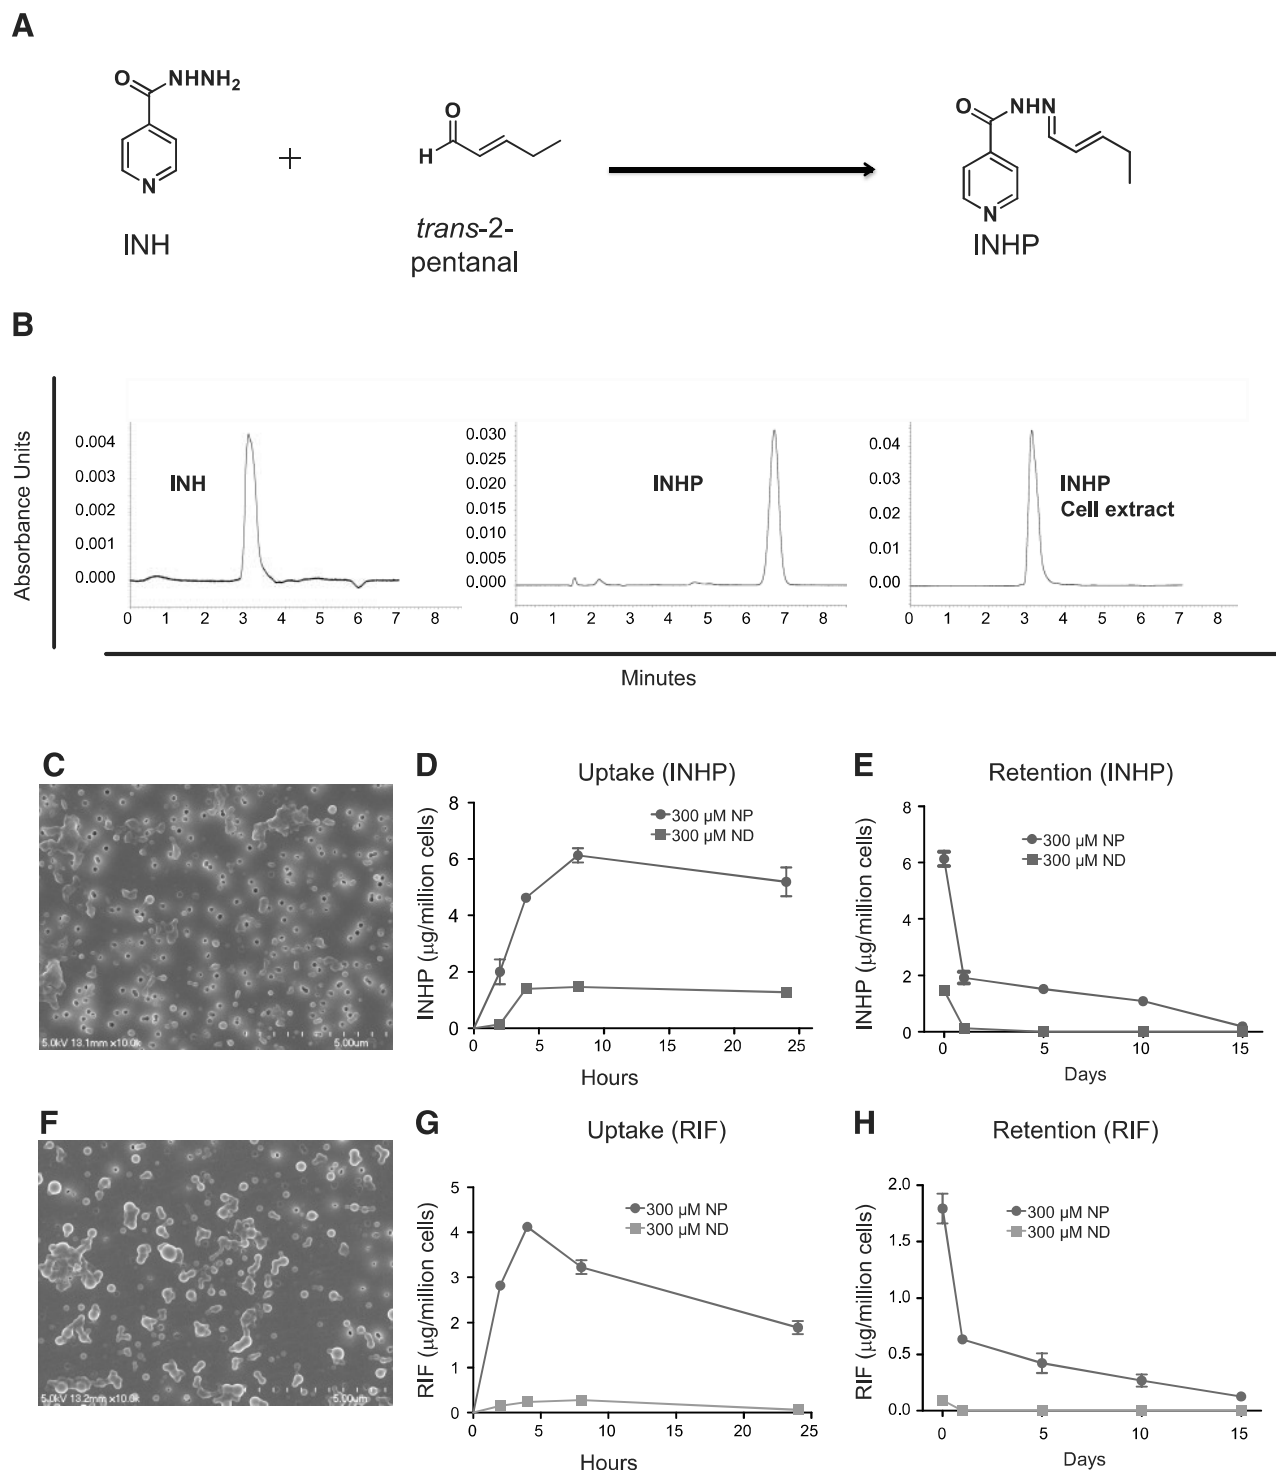 A
O
NHNH₂
N
INH
+
O
H
trans-2-
pentanal
O
NHN
N
INHP
B
Absorbance Units
0.004
0.003
0.002
0.001
0.000
INH
0 1 2 3 4 5 6 7 8
0.030
0.025
0.020
0.015
0.010
0.005
0.000
INHP
0 1 2 3 4 5 6 7 8
0.04
0.03
0.02
0.01
0.00
INHP
Cell extract
0 1 2 3 4 5 6 7 8
Minutes
C
5.0kV 13.1mm x10.0k
5.00um
D
Uptake (INHP)
INHP (μg/million cells)
8
6
4
2
0
300 μM NP
300 μM ND
0 5 10 15 20 25
Hours
E
Retention (INHP)
INHP (μg/million cells)
8
6
4
2
0
300 μM NP
300 μM ND
0 5 10 15
Days
F
5.0kV 13.2mm x10.0k
5.00um
G
Uptake (RIF)
RIF (μg/million cells)
5
4
3
2
1
0
300 μM NP
300 μM ND
0 5 10 15 20 25
Hours
H
Retention (RIF)
RIF (μg/million cells)
2.0
1.5
1.0
0.5
0.0
300 μM NP
300 μM ND
0 5 10 15
Days